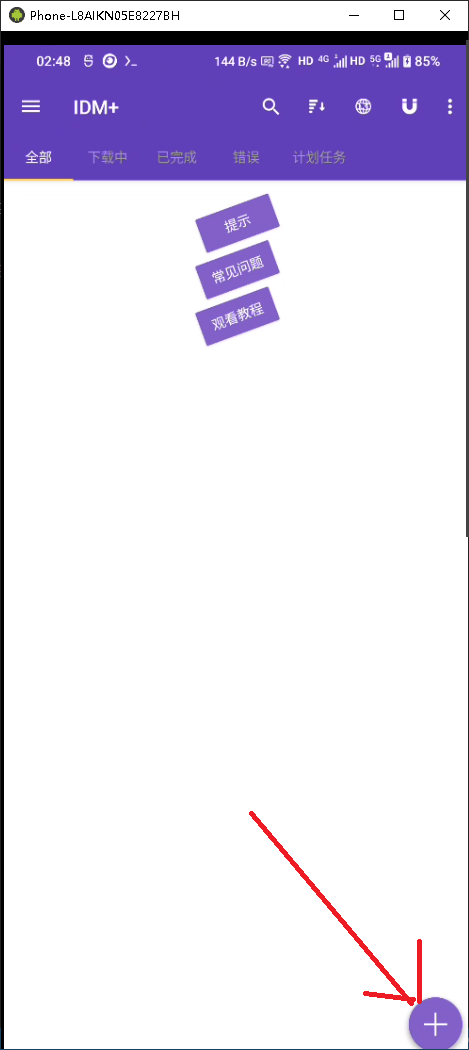 Phone-L8AIKN05E8227BH
02:48 144 B/s HD 4G HD 5G 85%
IDM+
全部 下载中 已完成 错误 计划任务
提示
常见问题
观看教程